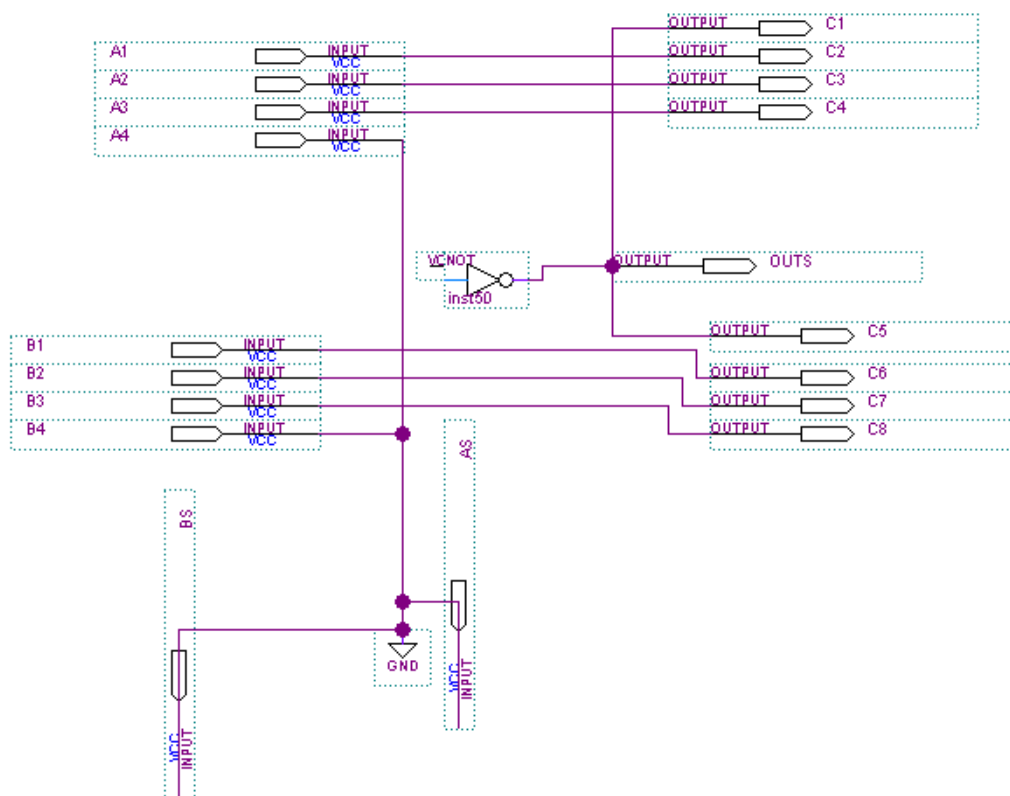 OUTPUT C1
A1 INPUT VCC OUTPUT C2
A2 INPUT VCC OUTPUT C3
A3 INPUT VCC OUTPUT C4
A4 INPUT VCC
VCNOT OUTPUT OUTS
inst50
OUTPUT C5
B1 INPUT VCC
B2 INPUT VCC OUTPUT C6
B3 INPUT VCC OUTPUT C7
B4 INPUT VCC OUTPUT C8
AS
BS
GND
VCC INPUT
VCC INPUT